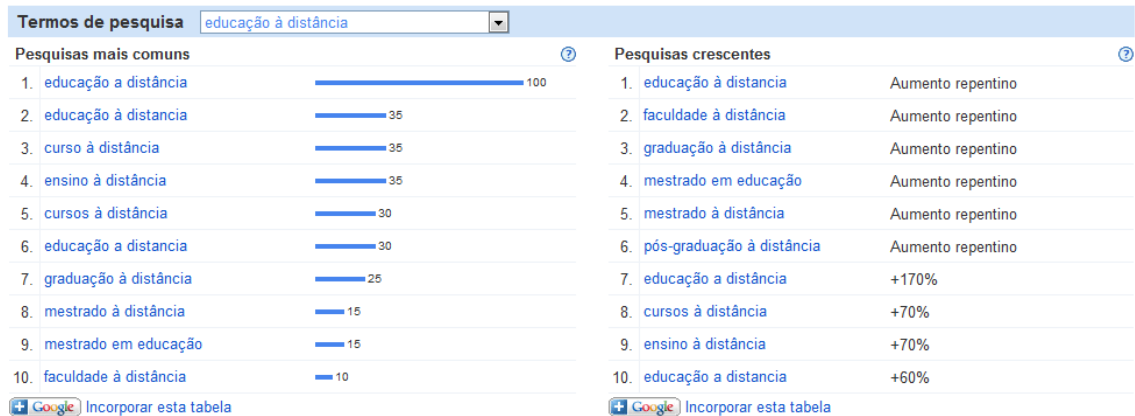 Termos de pesquisa educação à distância
Pesquisas mais comuns
1. educação a distância 100
2. educação à distancia 35
3. curso à distância 35
4. ensino à distância 35
5. cursos à distância 30
6. educação a distancia 30
7. graduação à distância 25
8. mestrado à distância 15
9. mestrado em educação 15
10. faculdade à distância 10
Google Incorporar esta tabela
Pesquisas crescentes
1. educação à distancia Aumento repentino
2. faculdade à distância Aumento repentino
3. graduação à distância Aumento repentino
4. mestrado em educação Aumento repentino
5. mestrado à distância Aumento repentino
6. pós-graduação à distância Aumento repentino
7. educação a distância +170%
8. cursos à distância +70%
9. ensino à distância +70%
10. educação a distancia +60%
Google Incorporar esta tabela